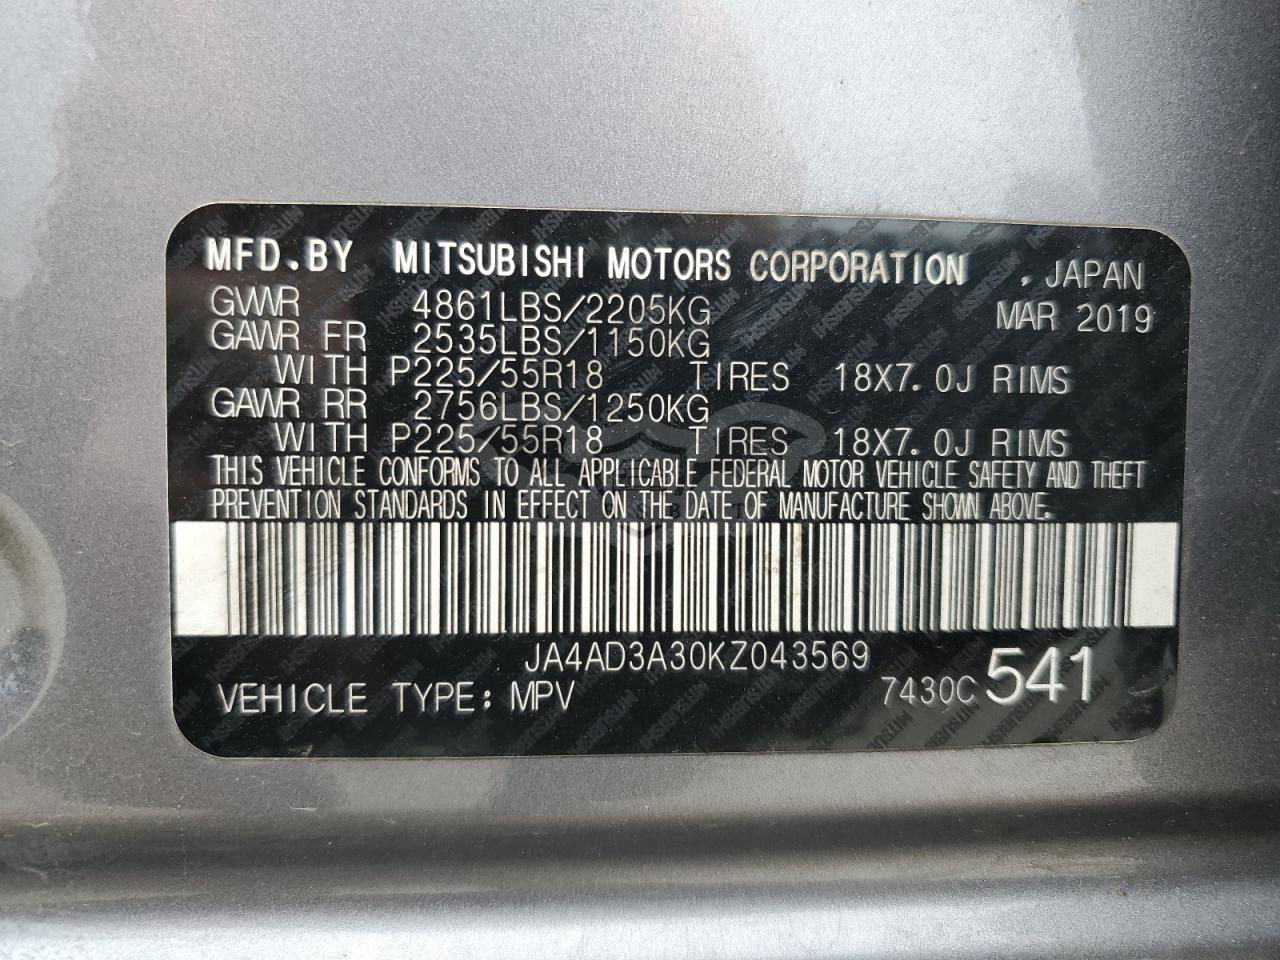 MFD.BY MITSUBISHI MOTORS CORPORATION , JAPAN
GVWR 4861LBS/2205KG MAR 2019
GAWR FR 2535LBS/1150KG
WITH P225/55R18 TIRES 18X7.0J RIMS
GAWR RR 2756LBS/1250KG
WITH P225/55R18 TIRES 18X7.0J RIMS
THIS VEHICLE CONFORMS TO ALL APPLICABLE FEDERAL MOTOR VEHICLE SAFETY AND THEFT
PREVENTION STANDARDS IN EFFECT ON THE DATE OF MANUFACTURE SHOWN ABOVE.
JA4AD3A30KZ043569
VEHICLE TYPE: MPV 7430C 541